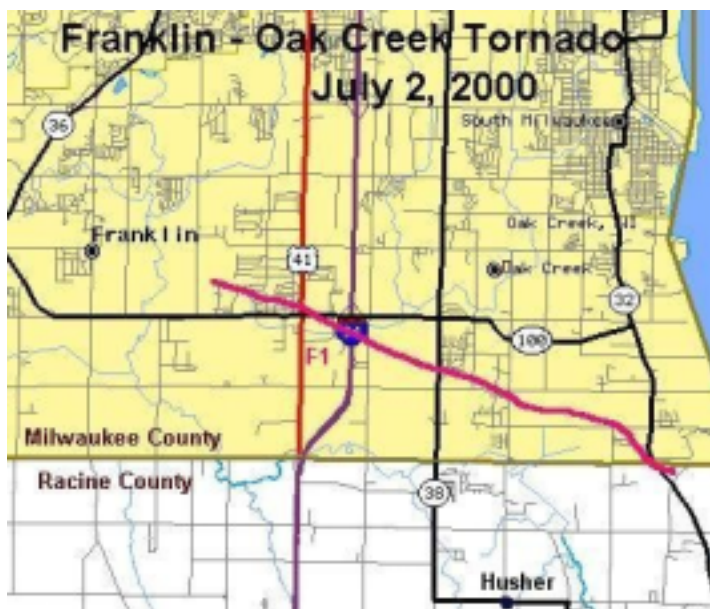 Franklin - Oak Creek Tornado
July 2, 2000
36
South Milwaukee
Franklin
Oak Creek, WI
41
Oak Creek
32
100
F1
Milwaukee County
Racine County
38
Husher